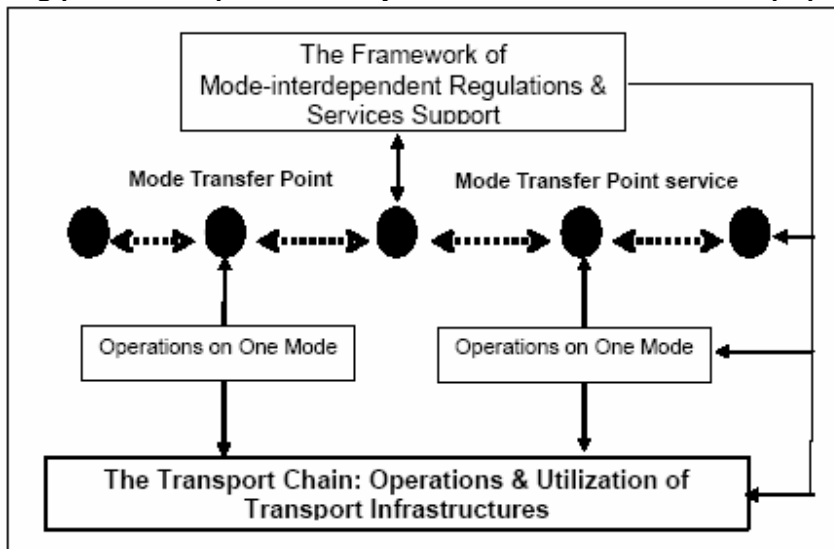 The Framework of
Mode-interdependent Regulations &
Services Support
Mode Transfer Point
Mode Transfer Point service
Operations on One Mode
Operations on One Mode
The Transport Chain: Operations & Utilization of
Transport Infrastructures